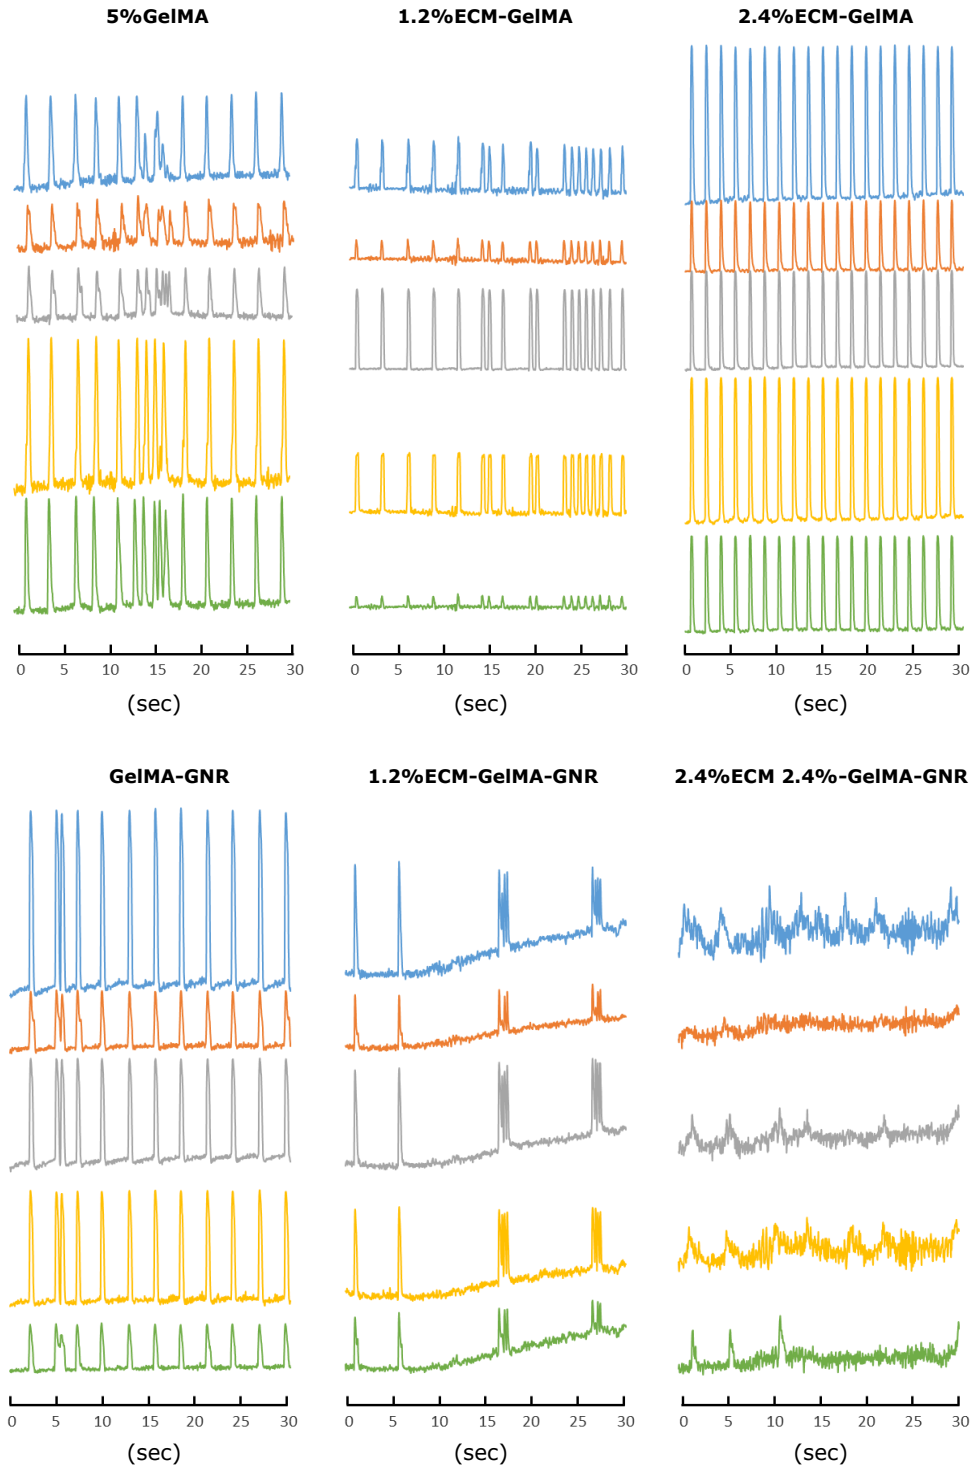 5%GelMA 1.2%ECM-GelMA 2.4%ECM-GelMA
0 5 10 15 20 25 30 0 5 10 15 20 25 30 0 5 10 15 20 25 30
(sec) (sec) (sec)
GelMA-GNR 1.2%ECM-GelMA-GNR 2.4%ECM 2.4%-GelMA-GNR
0 5 10 15 20 25 30 0 5 10 15 20 25 30 0 5 10 15 20 25 30
(sec) (sec) (sec)